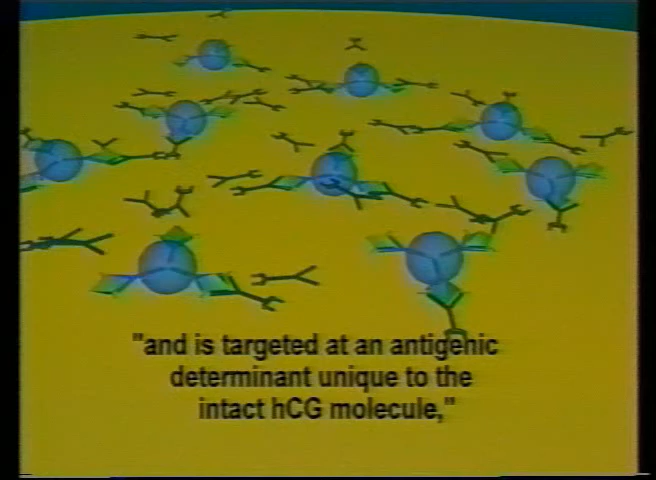 "and is targeted at an antigenic
determinant unique to the
intact hCG molecule,"